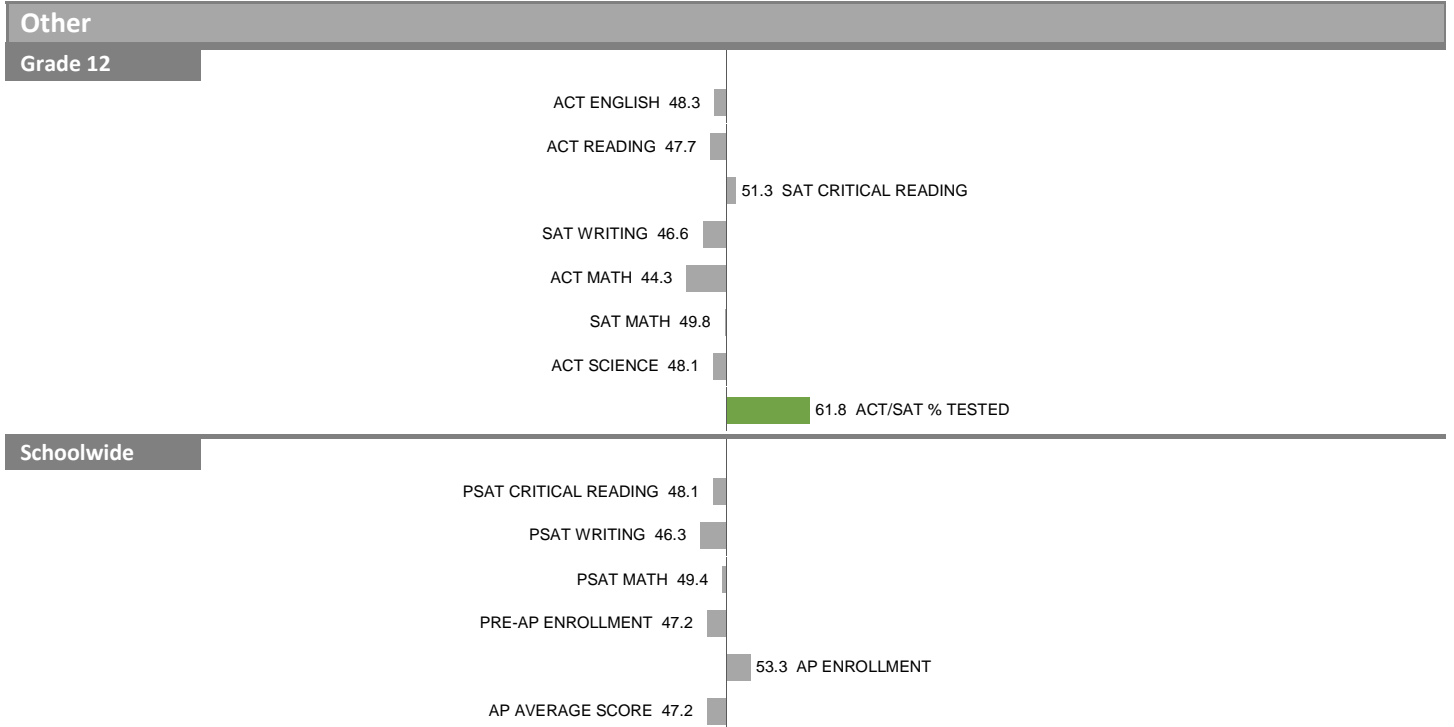 Other
Grade 12
ACT ENGLISH 48.3
ACT READING 47.7
51.3 SAT CRITICAL READING
SAT WRITING 46.6
ACT MATH 44.3
SAT MATH 49.8
ACT SCIENCE 48.1
61.8 ACT/SAT % TESTED
Schoolwide
PSAT CRITICAL READING 48.1
PSAT WRITING 46.3
PSAT MATH 49.4
PRE-AP ENROLLMENT 47.2
53.3 AP ENROLLMENT
AP AVERAGE SCORE 47.2